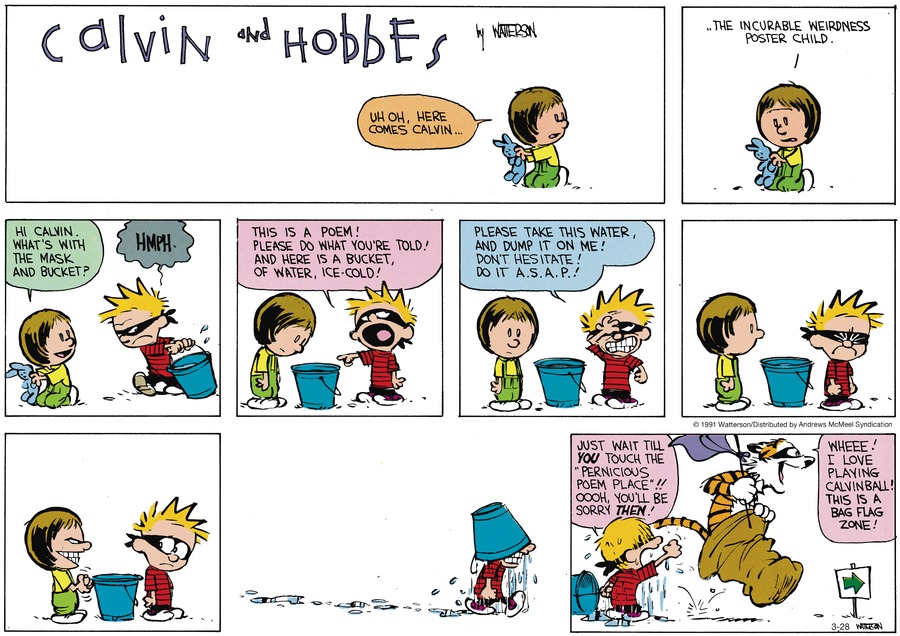 Calvin and Hobbes by WATTERSON
UH OH, HERE
COMES CALVIN...
...THE INCURABLE WEIRDNESS
POSTER CHILD.
HI CALVIN.
WHAT'S WITH
THE MASK
AND BUCKET?
HMPH.
THIS IS A POEM!
PLEASE DO WHAT YOU'RE TOLD!
AND HERE IS A BUCKET,
OF WATER, ICE-COLD!
PLEASE TAKE THIS WATER,
AND DUMP IT ON ME!
DON'T HESITATE!
DO IT A.S.A.P.!
© 1991 Watterson/Distributed by Andrews McMeel Syndication
JUST WAIT TILL
YOU TOUCH THE
"PERNICIOUS
POEM PLACE"!!
OOOH, YOU'LL BE
SORRY THEN!
WHEEE!
I LOVE
PLAYING
CALVINBALL!
THIS IS A
BAG FLAG
ZONE!
3-28 WATTERSON